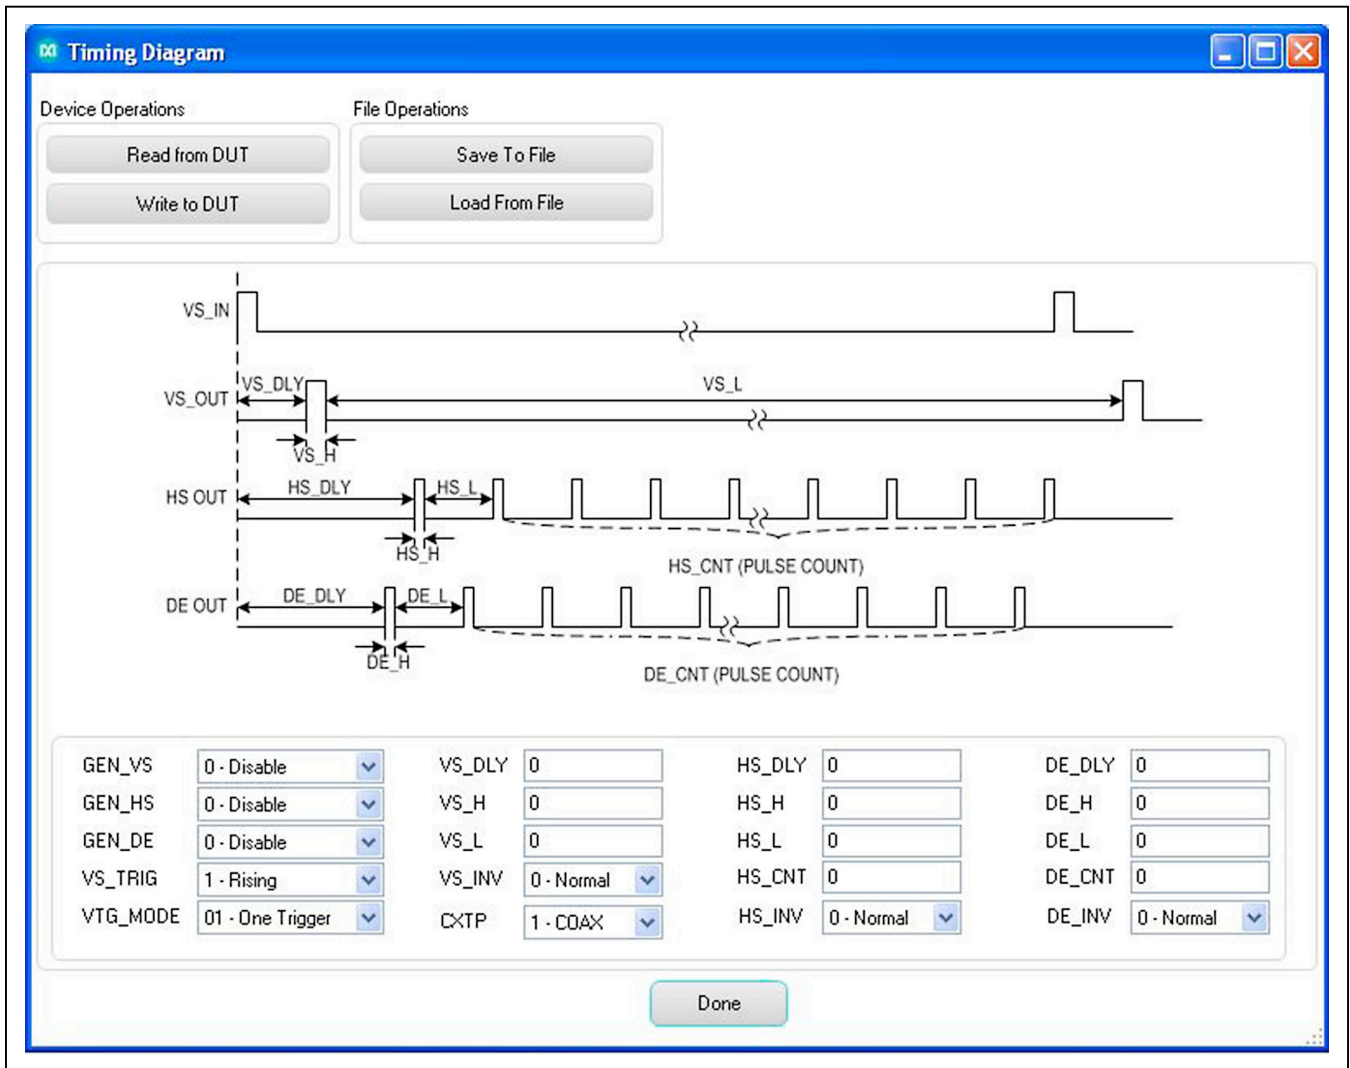 Timing Diagram
Device Operations File Operations
Read from DUT Save To File
Write to DUT Load From File
VS_IN
VS_OUT VS_DLY VS_L
VS_H
HS OUT HS_DLY HS_L
HS_H
HS_CNT (PULSE COUNT)
DE OUT DE_DLY DE_L
DE_H
DE_CNT (PULSE COUNT)
GEN_VS 0 - Disable VS_DLY 0 HS_DLY 0 DE_DLY 0
GEN_HS 0 - Disable VS_H 0 HS_H 0 DE_H 0
GEN_DE 0 - Disable VS_L 0 HS_L 0 DE_L 0
VS_TRIG 1 - Rising VS_INV 0 - Normal HS_CNT 0 DE_CNT 0
VTG_MODE 01 - One Trigger CXTP 1 - COAX HS_INV 0 - Normal DE_INV 0 - Normal
Done